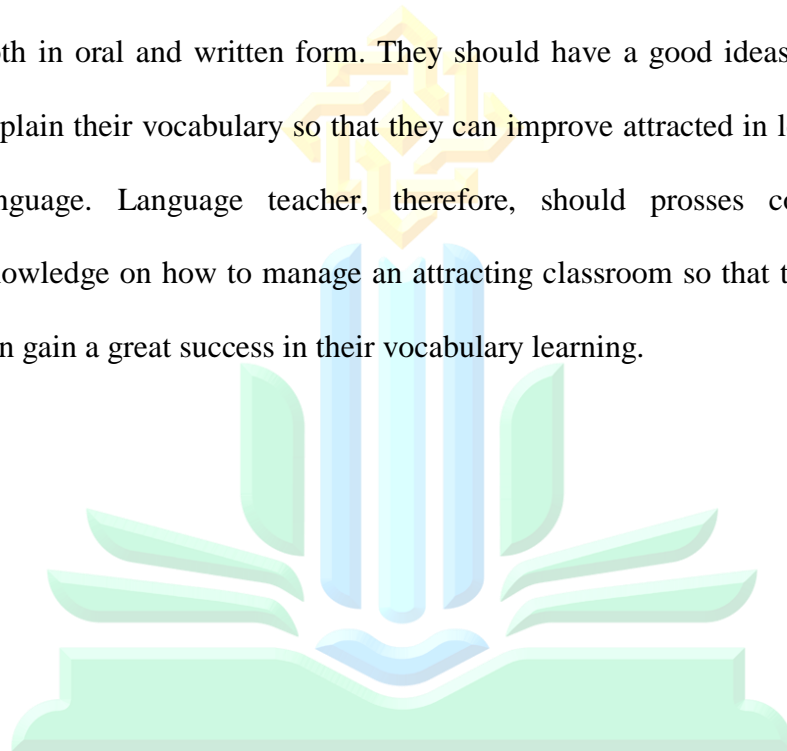 oth in oral and written form. They should have a good ideas
plain their vocabulary so that they can improve attracted in l
nguage. Language teacher, therefore, should prosses co
owledge on how to manage an attracting classroom so that t
n gain a great success in their vocabulary learning.